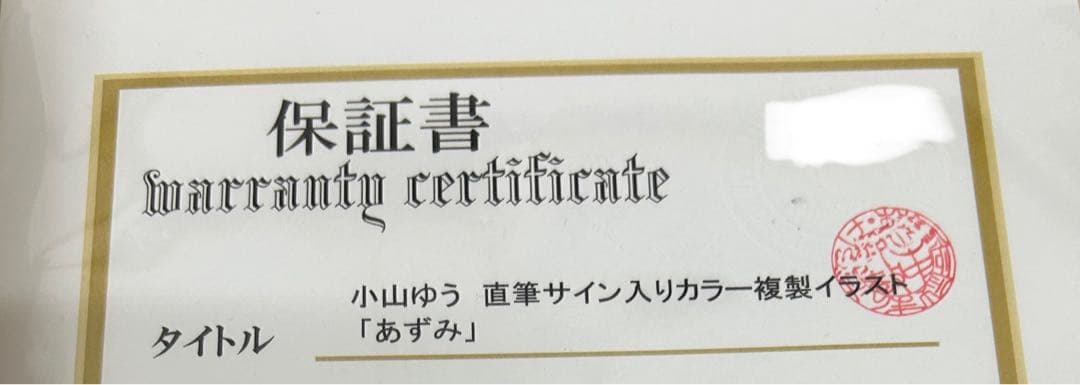 保証書
warranty certificate
小山ゆう 直筆サイン入りカラー複製イラスト
「あずみ」
タイトル